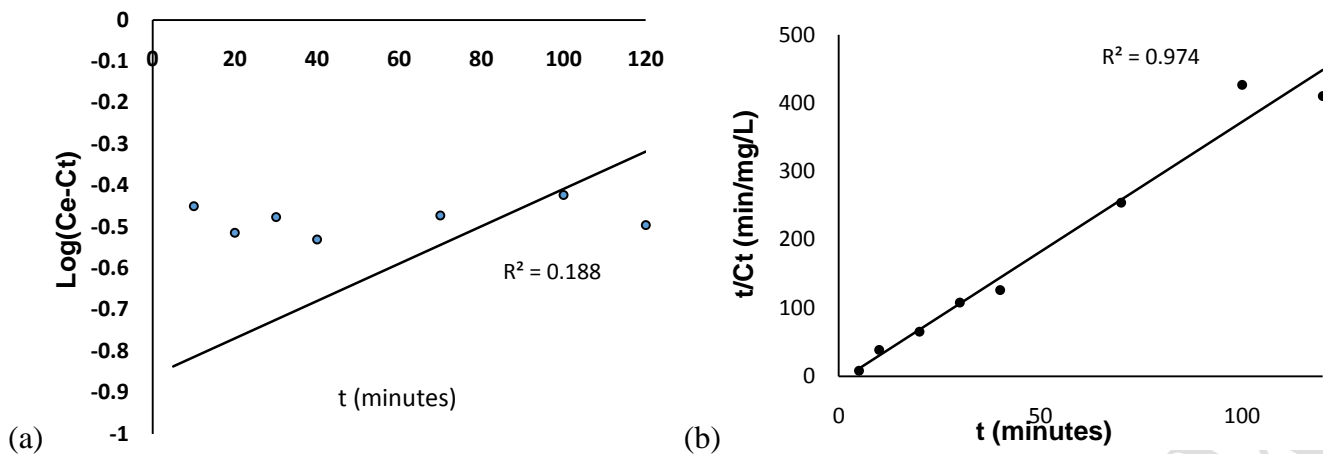 0
-0.1
-0.2
-0.3
-0.4
-0.5
-0.6
-0.7
-0.8
-0.9
-1
0 20 40 60 80 100 120
Log(Ce-Ct)
R² = 0.188
t (minutes)
(a)
500
400
300
200
100
0
0 50 100
t/Ct (min/mg/L)
R² = 0.974
t (minutes)
(b)